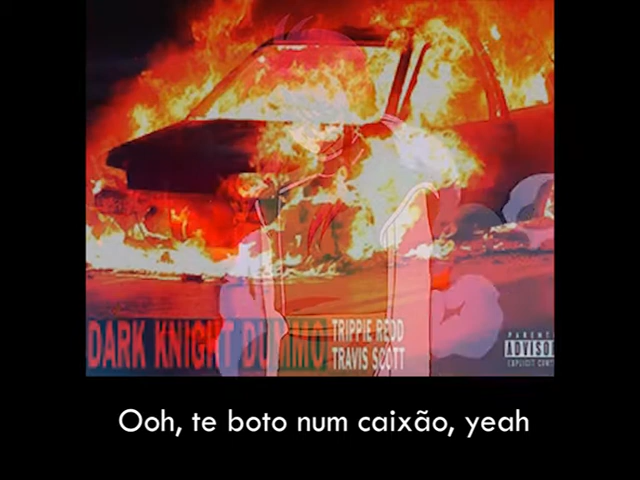 DARK KNIGHT DUMMO
TRIPPIE REDD
TRAVIS SCOTT
PARENTAL
ADVISORY
EXPLICIT CONTENT
Ooh, te boto num caixão, yeah